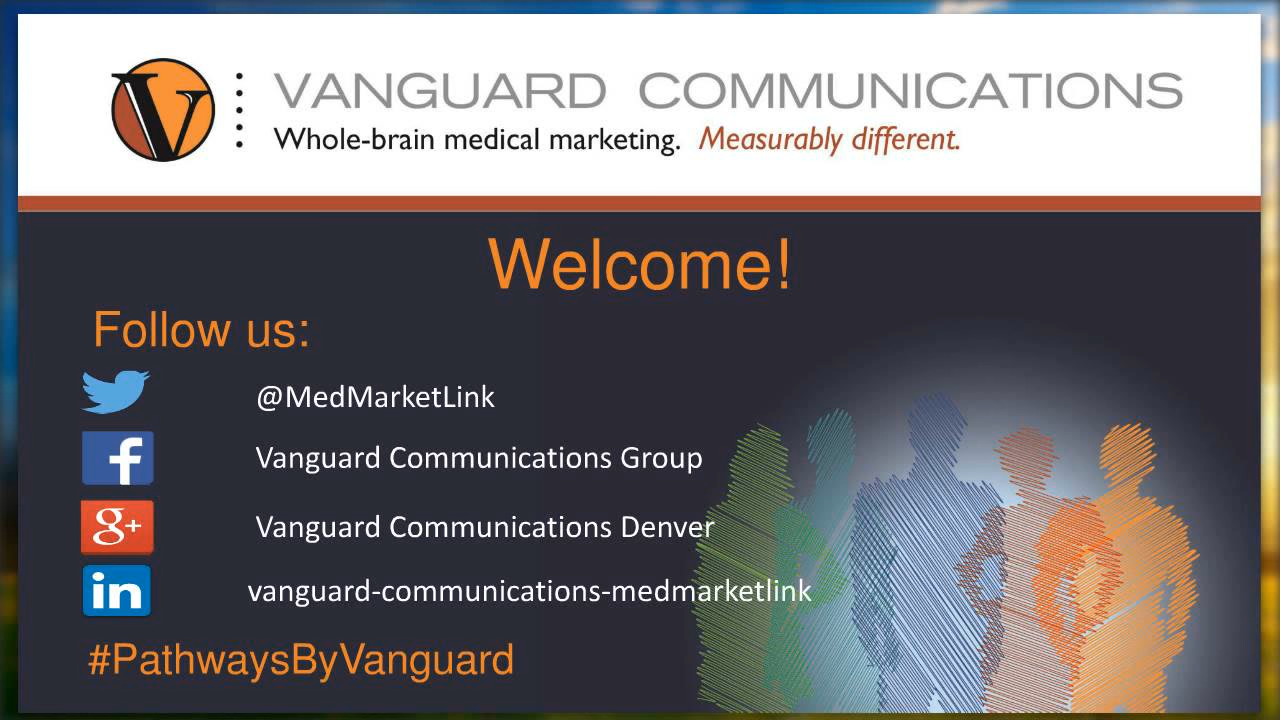 V
VANGUARD COMMUNICATIONS
Whole-brain medical marketing. Measurably different.
Welcome!
Follow us:
@MedMarketLink
f Vanguard Communications Group
g+ Vanguard Communications Denver
in vanguard-communications-medmarketlink
#PathwaysByVanguard